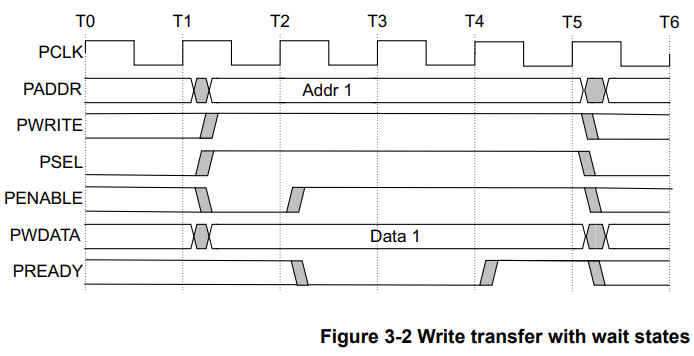 T0 T1 T2 T3 T4 T5 T6
PCLK
PADDR Addr 1
PWRITE
PSEL
PENABLE
PWDATA Data 1
PREADY
Figure 3-2 Write transfer with wait states